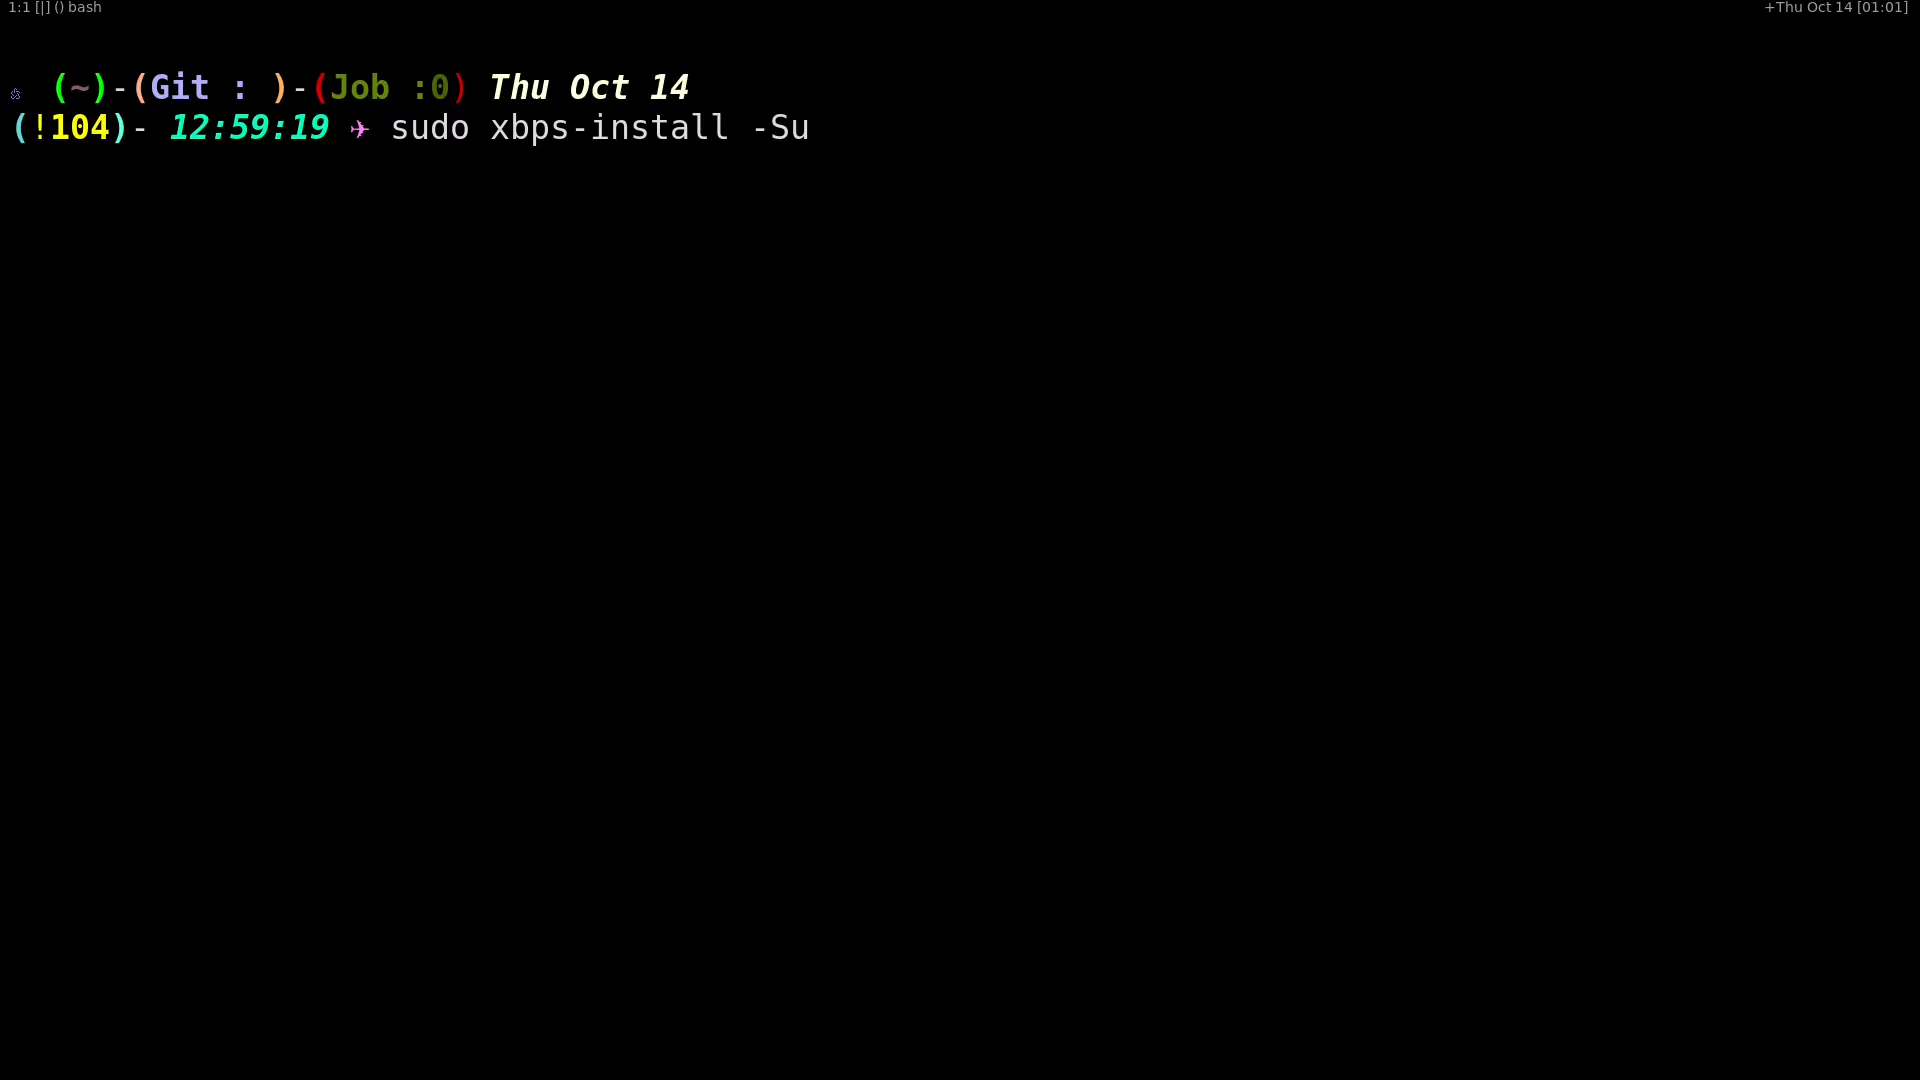 1:1 [|] () bash
+Thu Oct 14 [01:01]
(~)-(Git : )-(Job :0) Thu Oct 14
(!104)- 12:59:19 ✈ sudo xbps-install -Su